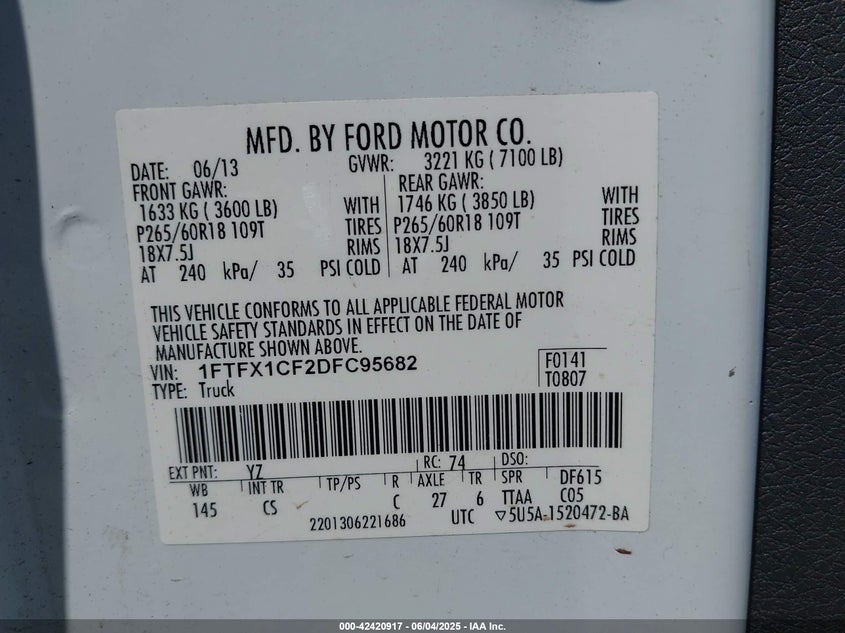 MFD. BY FORD MOTOR CO.
DATE: 06/13 GVWR: 3221 KG ( 7100 LB)
FRONT GAWR: REAR GAWR:
1633 KG ( 3600 LB) WITH 1746 KG ( 3850 LB) WITH
P265/60R18 109T TIRES P265/60R18 109T TIRES
18X7.5J RIMS 18X7.5J RIMS
AT 240 kPa/ 35 PSI COLD AT 240 kPa/ 35 PSI COLD
THIS VEHICLE CONFORMS TO ALL APPLICABLE FEDERAL MOTOR
VEHICLE SAFETY STANDARDS IN EFFECT ON THE DATE OF
MANUFACTURE SHOWN ABOVE.
VIN: 1FTFX1CF2DFC95682 F0141
TYPE: Truck T0807
EXT PNT: YZ RC: 74 DSO:
WB INT TR TP/PS R AXLE TR SPR DF615
145 CS C 27 6 TTAA C05
2201306221686 UTC ▽5U5A-1520472-BA
000-42420917 - 06/04/2025 - IAA Inc.